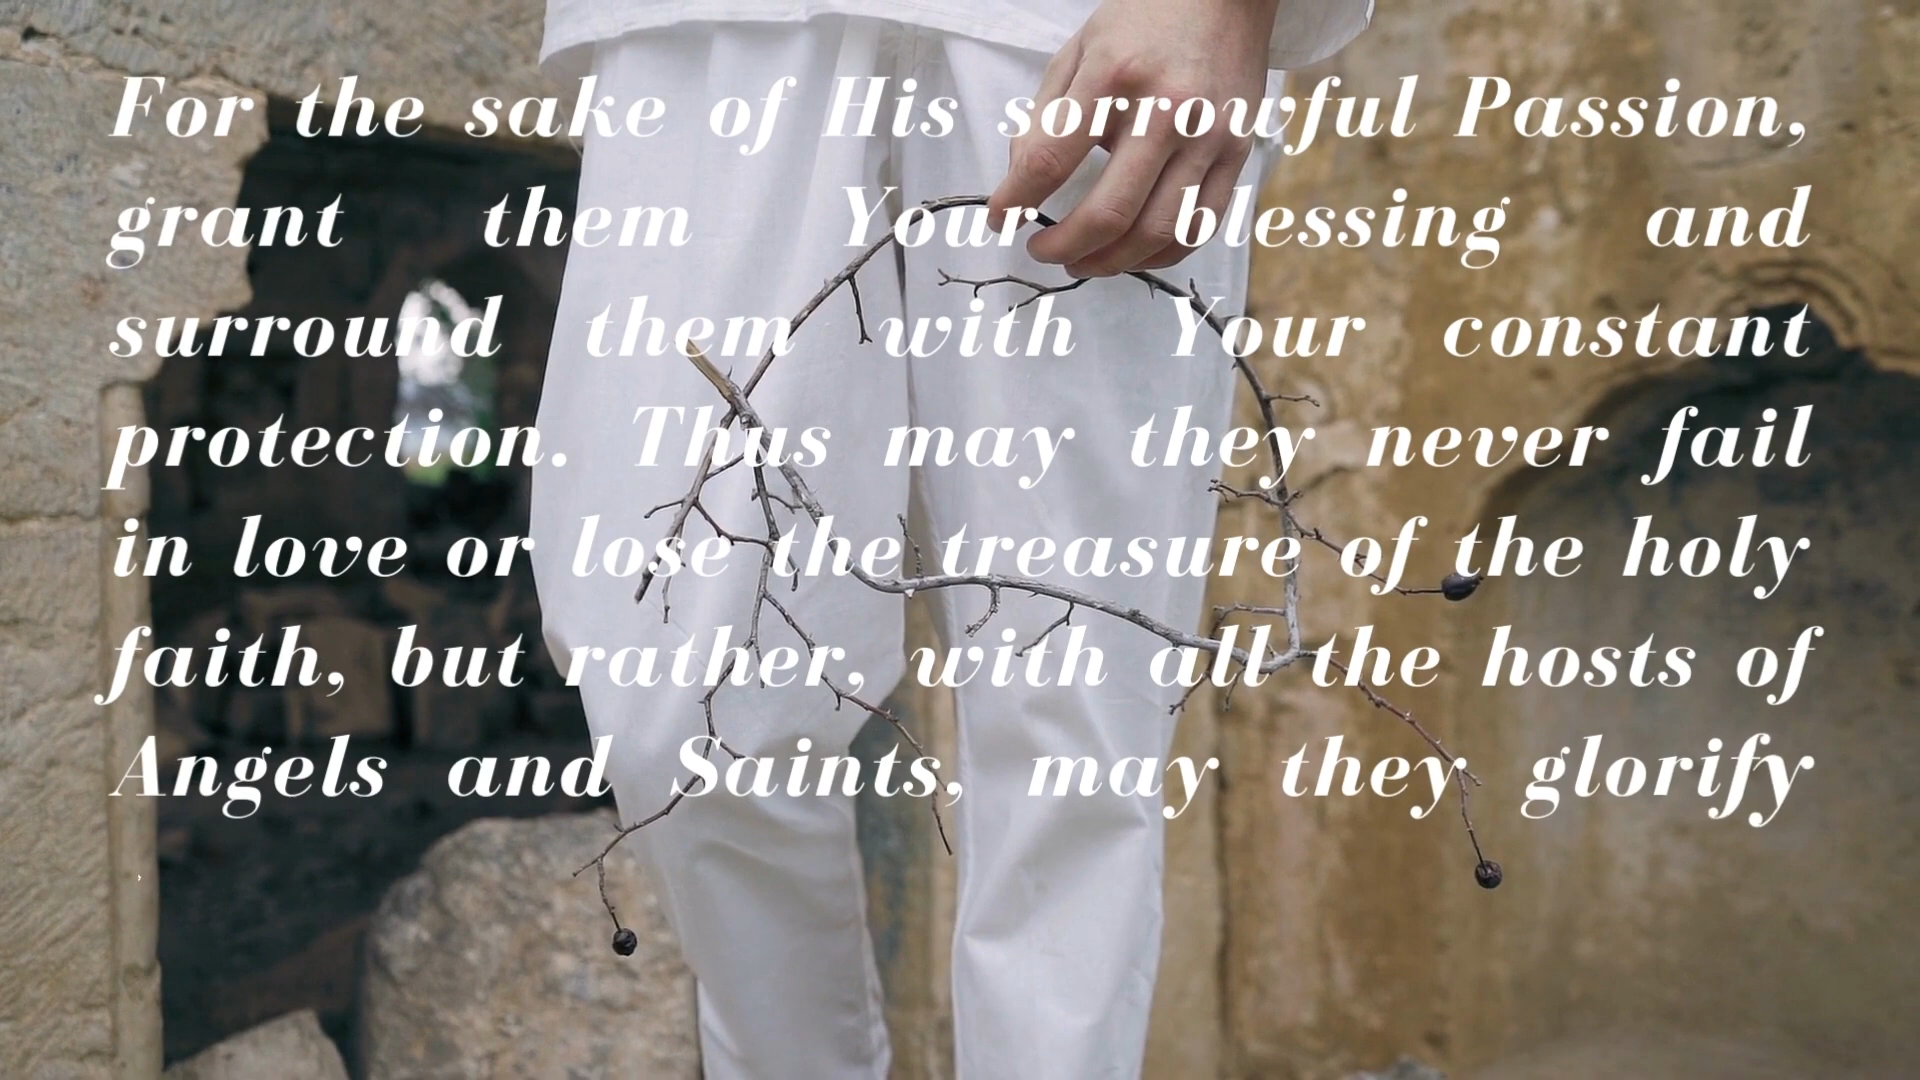 For the sake of His sorrowful Passion,
grant them Your blessing and
surround them with Your constant
protection. Thus may they never fail
in love or lose the treasure of the holy
faith, but rather, with all the hosts of
Angels and Saints, may they glorify